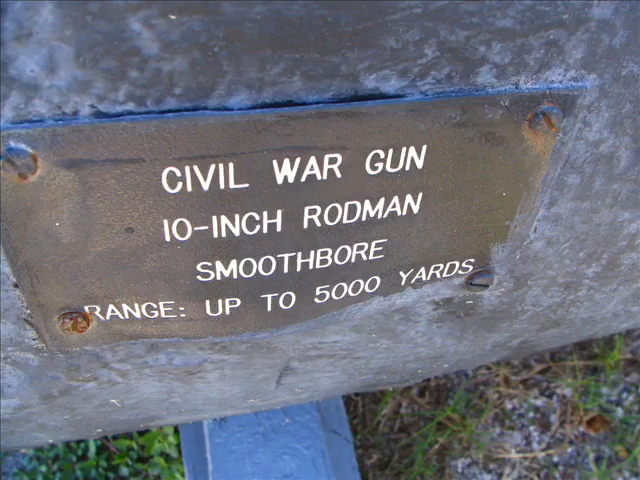 CIVIL WAR GUN
10-INCH RODMAN
SMOOTHBORE
RANGE: UP TO 5000 YARDS